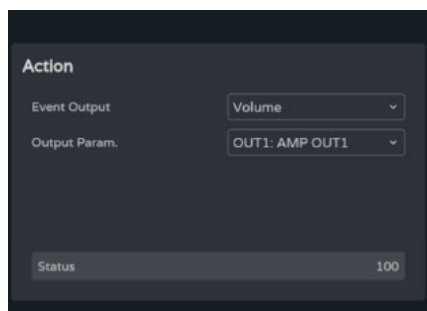 Action
Event Output Volume
Output Param. OUT1: AMP OUT1
Status 100